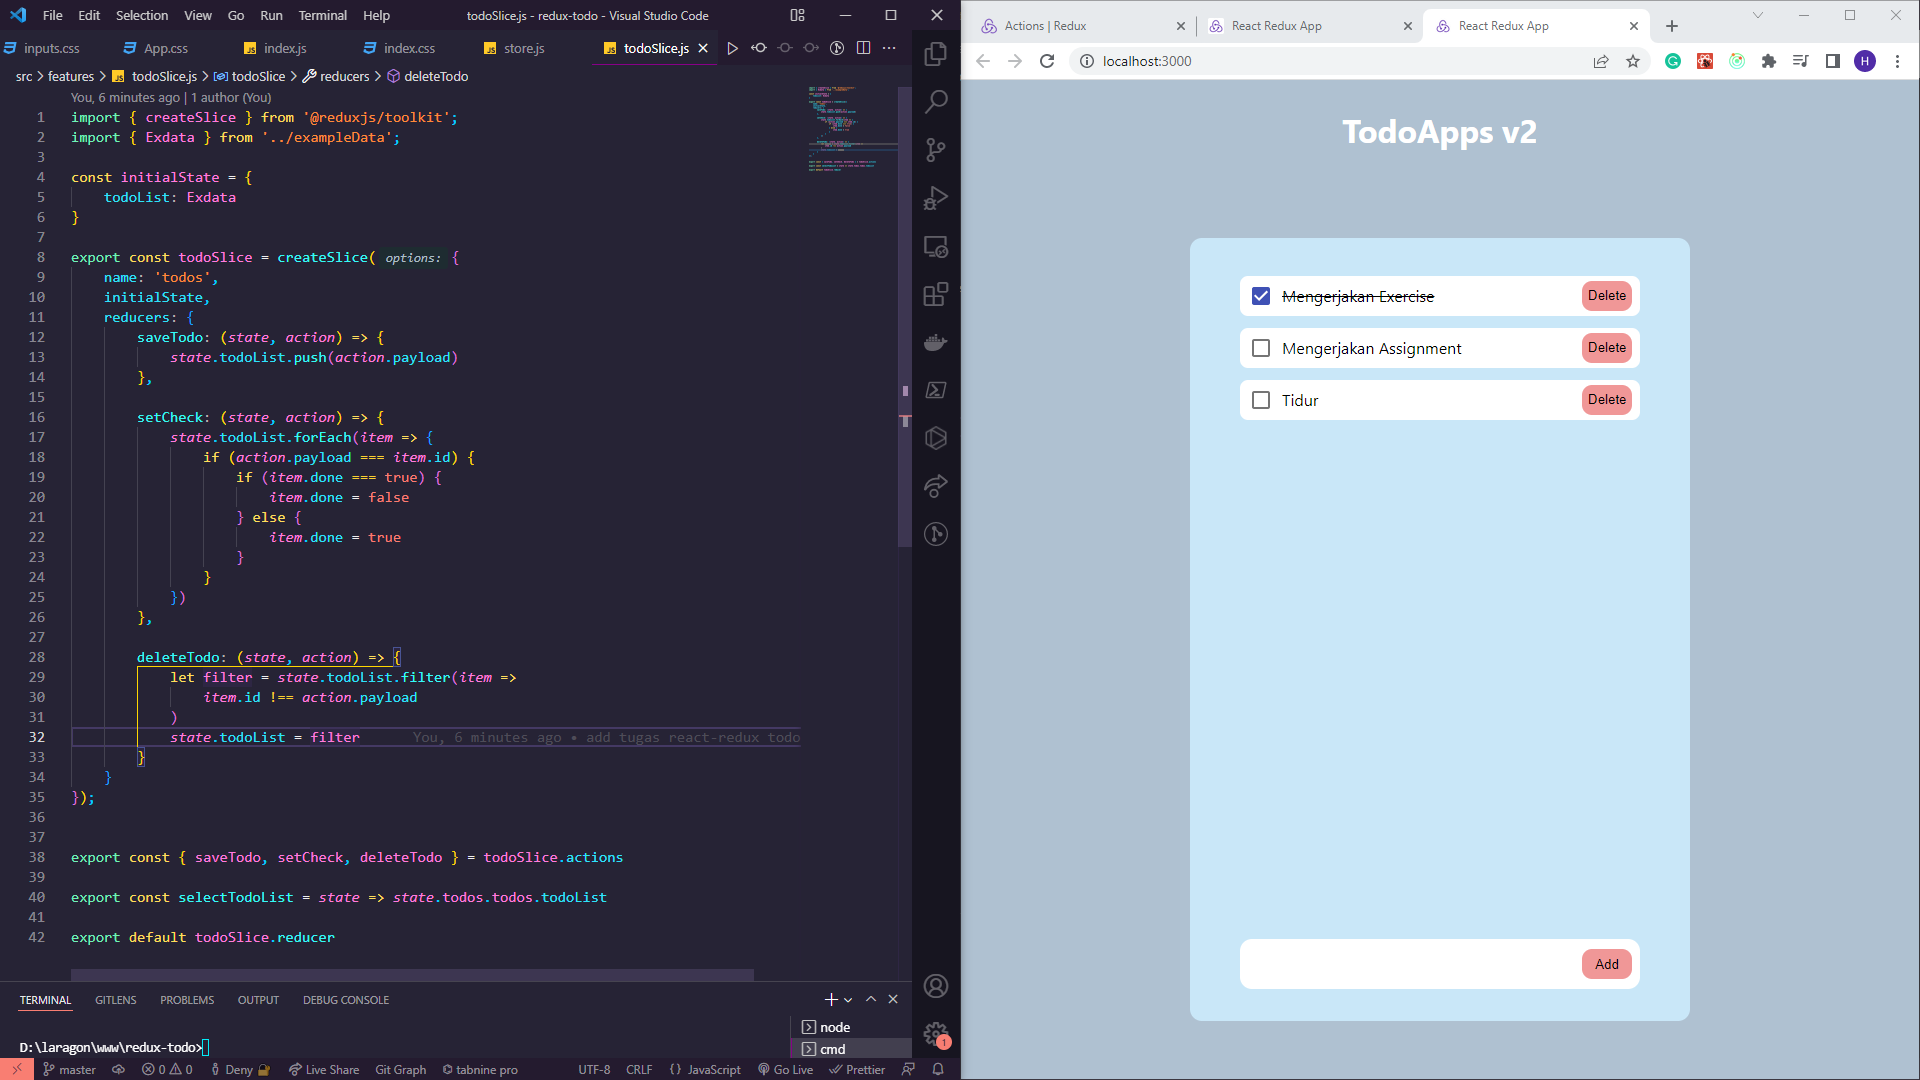 File Edit Selection View Go Run Terminal Help todoSlice.js - redux-todo - Visual Studio Code
inputs.css App.css index.js index.css store.js todoSlice.js
src > features > todoSlice.js > todoSlice > reducers > deleteTodo
You, 6 minutes ago | 1 author (You)
1 import { createSlice } from '@reduxjs/toolkit';
2 import { Exdata } from '../exampleData';
3
4 const initialState = {
5 todoList: Exdata
6 }
7
8 export const todoSlice = createSlice( options: {
9 name: 'todos',
10 initialState,
11 reducers: {
12 saveTodo: (state, action) => {
13 state.todoList.push(action.payload)
14 },
15
16 setCheck: (state, action) => {
17 state.todoList.forEach(item => {
18 if (action.payload === item.id) {
19 if (item.done === true) {
20 item.done = false
21 } else {
22 item.done = true
23 }
24 }
25 })
26 },
27
28 deleteTodo: (state, action) => {
29 let filter = state.todoList.filter(item =>
30 item.id !== action.payload
31 )
32 state.todoList = filter You, 6 minutes ago • add tugas react-redux todo
33 }
34 }
35 });
36
37
38 export const { saveTodo, setCheck, deleteTodo } = todoSlice.actions
39
40 export const selectTodoList = state => state.todos.todos.todoList
41
42 export default todoSlice.reducer
TERMINAL GITLENS PROBLEMS OUTPUT DEBUG CONSOLE
D:\laragon\www\redux-todo>
node
cmd
1
master 0 0 Deny Live Share Git Graph tabnine pro UTF-8 CRLF {} JavaScript Go Live Prettier
Actions | Redux React Redux App React Redux App
localhost:3000
H
TodoApps v2
Mengerjakan Exercise Delete
Mengerjakan Assignment Delete
Tidur Delete
Add